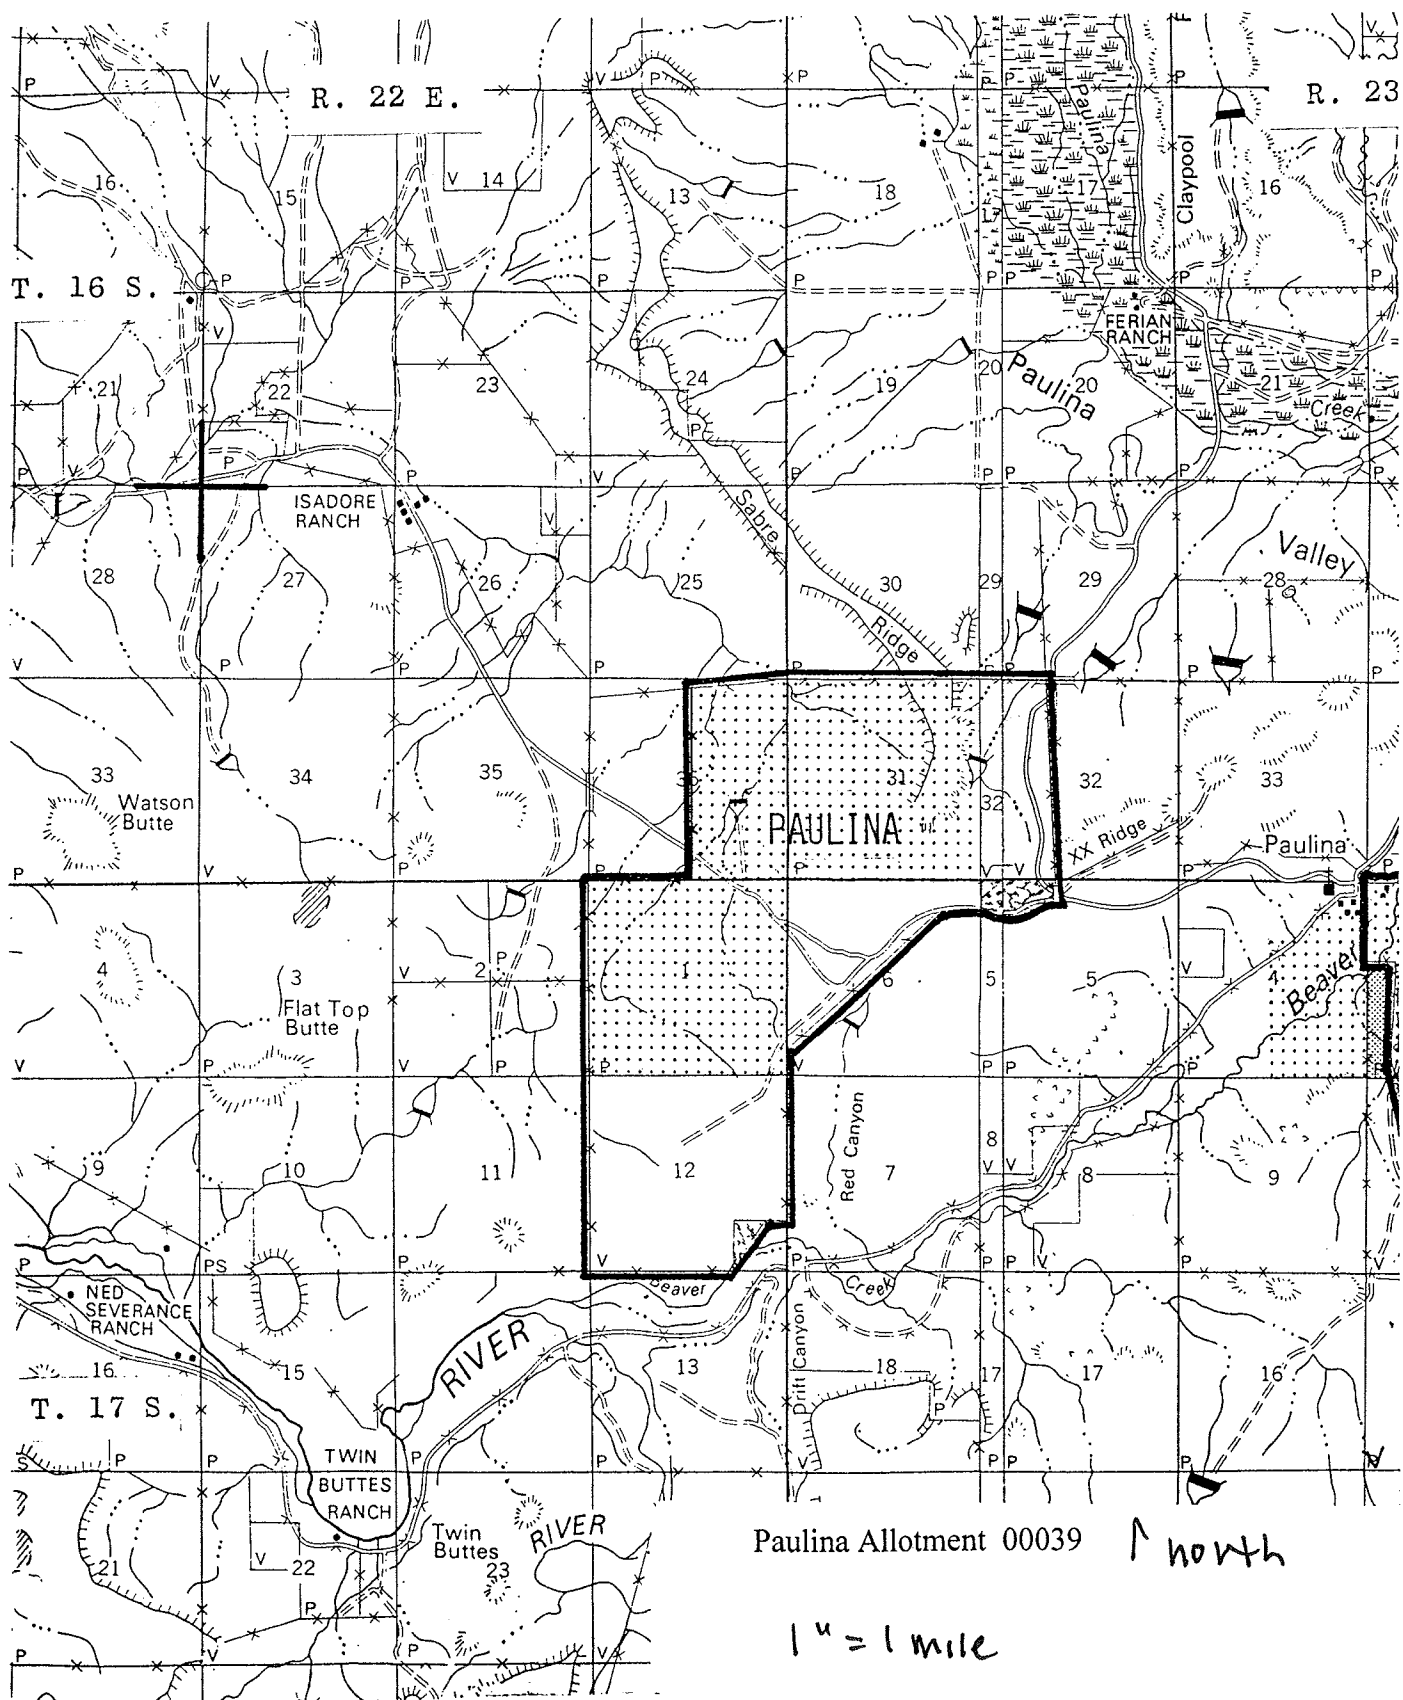 P
V
V
P
P
P
P
P
R. 22 E.
R. 23
Paulina
Claypool
16
15
V 14
13
18
17
17
16
T. 16 S.
P
P
P
P
P
P
P
P
V
FERIAN
RANCH
21
22
23
24
19
20
Paulina
20
21
Creek
P
P
V
P
P
V
P
P
P
P
P
ISADORE
RANCH
V
Sabre
Valley
28
27
26
25
30
29
29
28
Ridge
V
P
P
P
P
P
P
33
34
35
36
31
32
32
33
Watson
Butte
PAULINA
XX Ridge
Paulina
P
V
P
P
P
V
V
P
P
4
3
V
2
P
1
6
5
5
V
4
Beaver
Flat Top
Butte
V
P
V
P
P
V
P
P
P
9
10
11
12
Red Canyon
7
8
V V
8
9
P
PS
P
V
P
P
P
P
V
V
Beaver
Creek
NED
SEVERANCE
RANCH
RIVER
Drift Canyon
16
15
13
18
17
17
16
T. 17 S.
P
S
P
P
P
P
V
P
P
P
TWIN
BUTTES
RANCH
Twin
Buttes
RIVER
21
V
22
23
P
P
V
P
V
Paulina Allotment 00039
north
1" = 1 mile